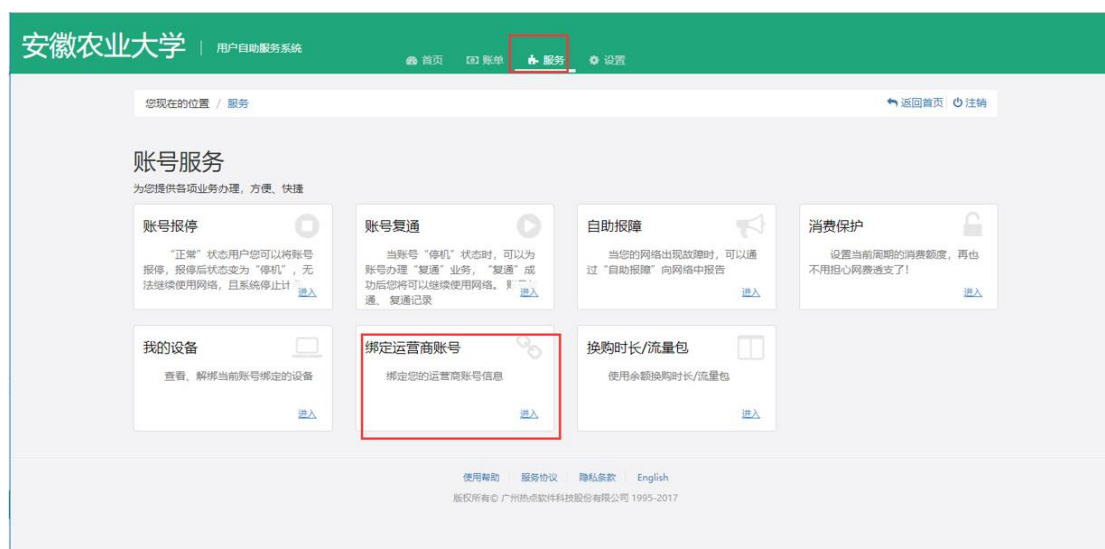 安徽农业大学 | 用户自助服务系统
首页 账单 服务 设置
您现在的位置 / 服务
返回首页 注销
账号服务
为您提供各项业务办理，方便、快捷
账号报停
“正常”状态用户您可以将账号
报停，报停后状态变为“停机”，无
法继续使用网络，且系统停止计
进入
账号复通
当账号“停机”状态时，可以为
账号办理“复通”业务， “复通”成
功后您将可以继续使用网络。
通、 复通记录
进入
自助报障
当您的网络出现故障时，可以通
过“自助报障”向网络中报告
进入
消费保护
设置当前周期的消费额度，再也
不用担心网费透支了！
进入
我的设备
查看、解绑当前账号绑定的设备
进入
绑定运营商账号
绑定您的运营商账号信息
进入
换购时长/流量包
使用余额换购时长/流量包
进入
使用帮助 服务协议 隐私条款 English
版权所有© 广州热点软件科技股份有限公司 1995-2017